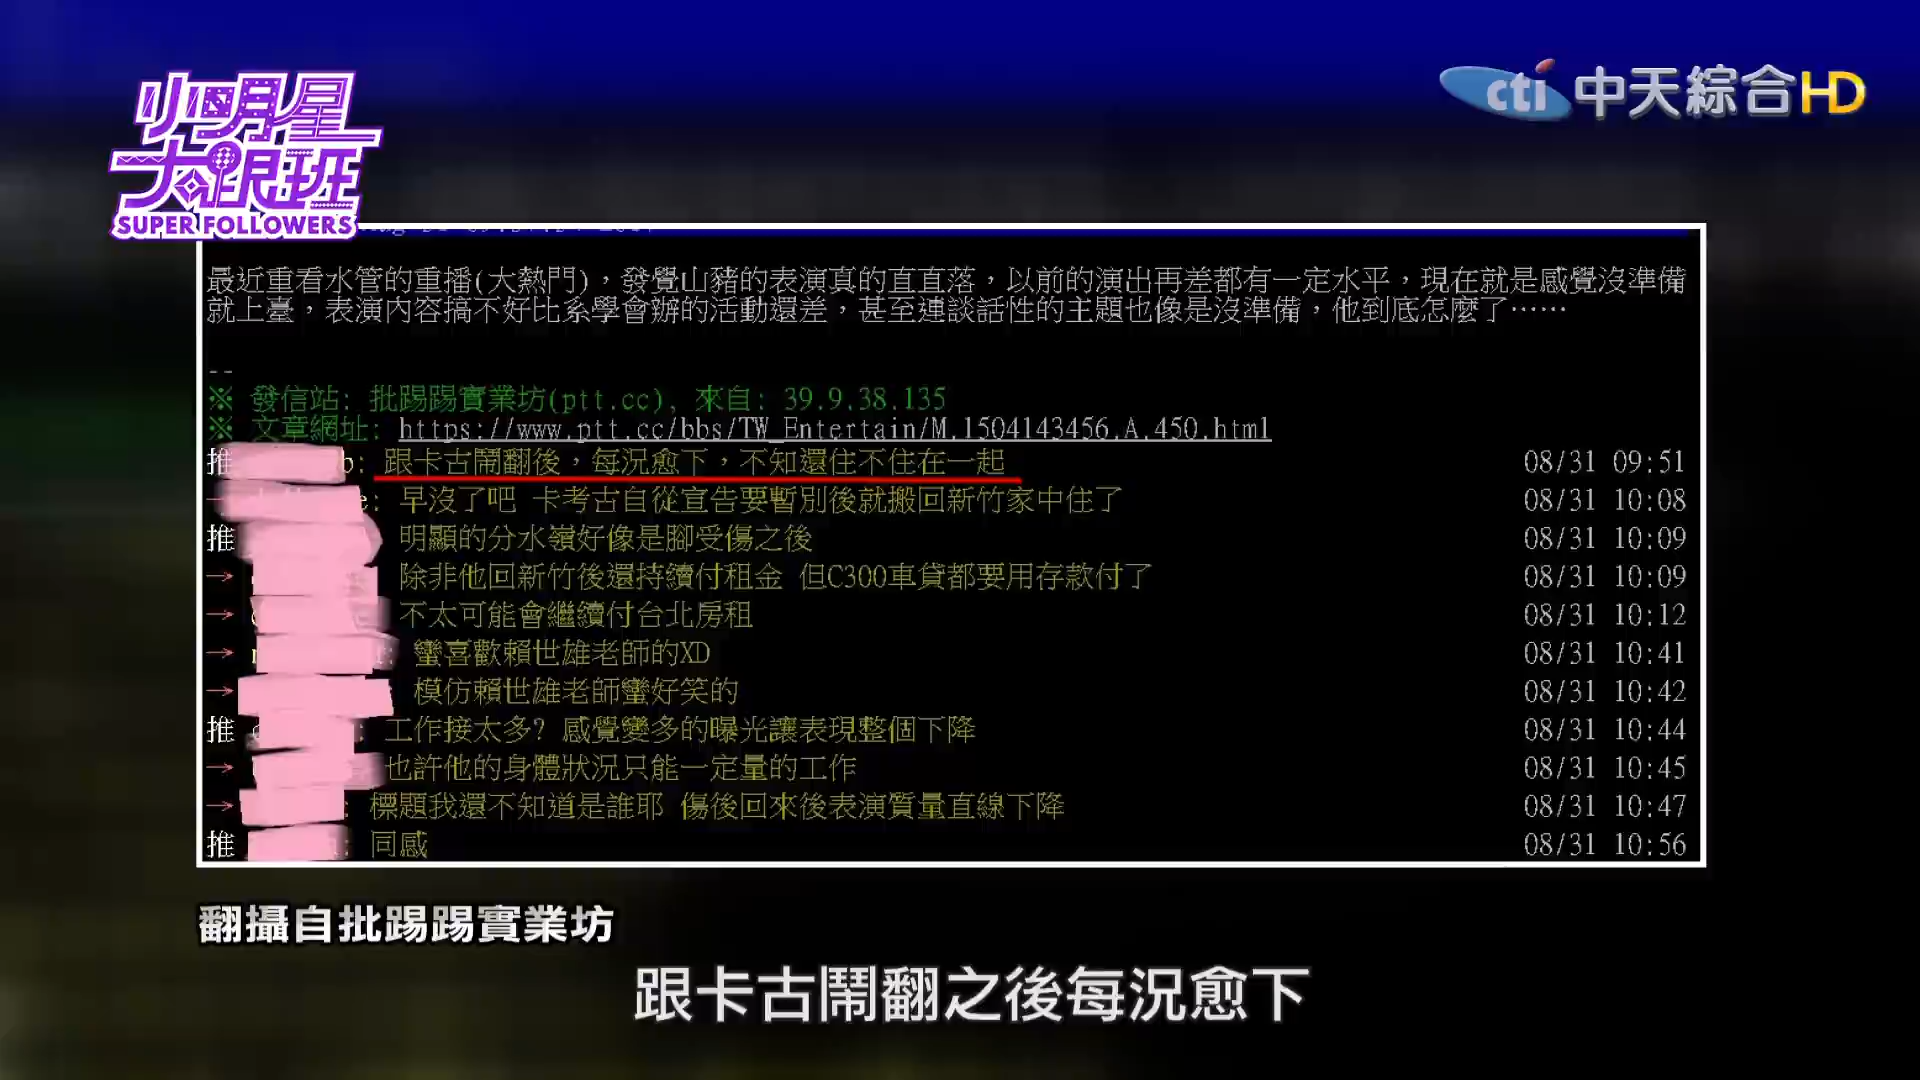 小明星
大跟班
SUPER FOLLOWERS
cti 中天綜合HD
最近重看水管的重播(大熱門)，發覺山豬的表演真的直直落，以前的演出再差都有一定水平，現在就是感覺沒準備
就上臺，表演內容搞不好比系學會辦的活動還差，甚至連談話性的主題也像是沒準備，他到底怎麼了……
--
※ 發信站: 批踢踢實業坊(ptt.cc), 來自: 39.9.38.135
※ 文章網址: https://www.ptt.cc/bbs/TW_Entertain/M.1504143456.A.450.html
推 b: 跟卡古鬧翻後，每況愈下，不知還住不住在一起 08/31 09:51
→ e: 早沒了吧 卡考古自從宣告要暫別後就搬回新竹家中住了 08/31 10:08
推 明顯的分水嶺好像是腳受傷之後 08/31 10:09
→ 除非他回新竹後還持續付租金 但C300車貸都要用存款付了 08/31 10:09
→ 不太可能會繼續付台北房租 08/31 10:12
→ : 蠻喜歡賴世雄老師的XD 08/31 10:41
→ : 模仿賴世雄老師蠻好笑的 08/31 10:42
推 : 工作接太多? 感覺變多的曝光讓表現整個下降 08/31 10:44
→ 也許他的身體狀況只能一定量的工作 08/31 10:45
→ : 標題我還不知道是誰耶 傷後回來後表演質量直線下降 08/31 10:47
推 : 同感 08/31 10:56
翻攝自批踢踢實業坊
跟卡古鬧翻之後每況愈下